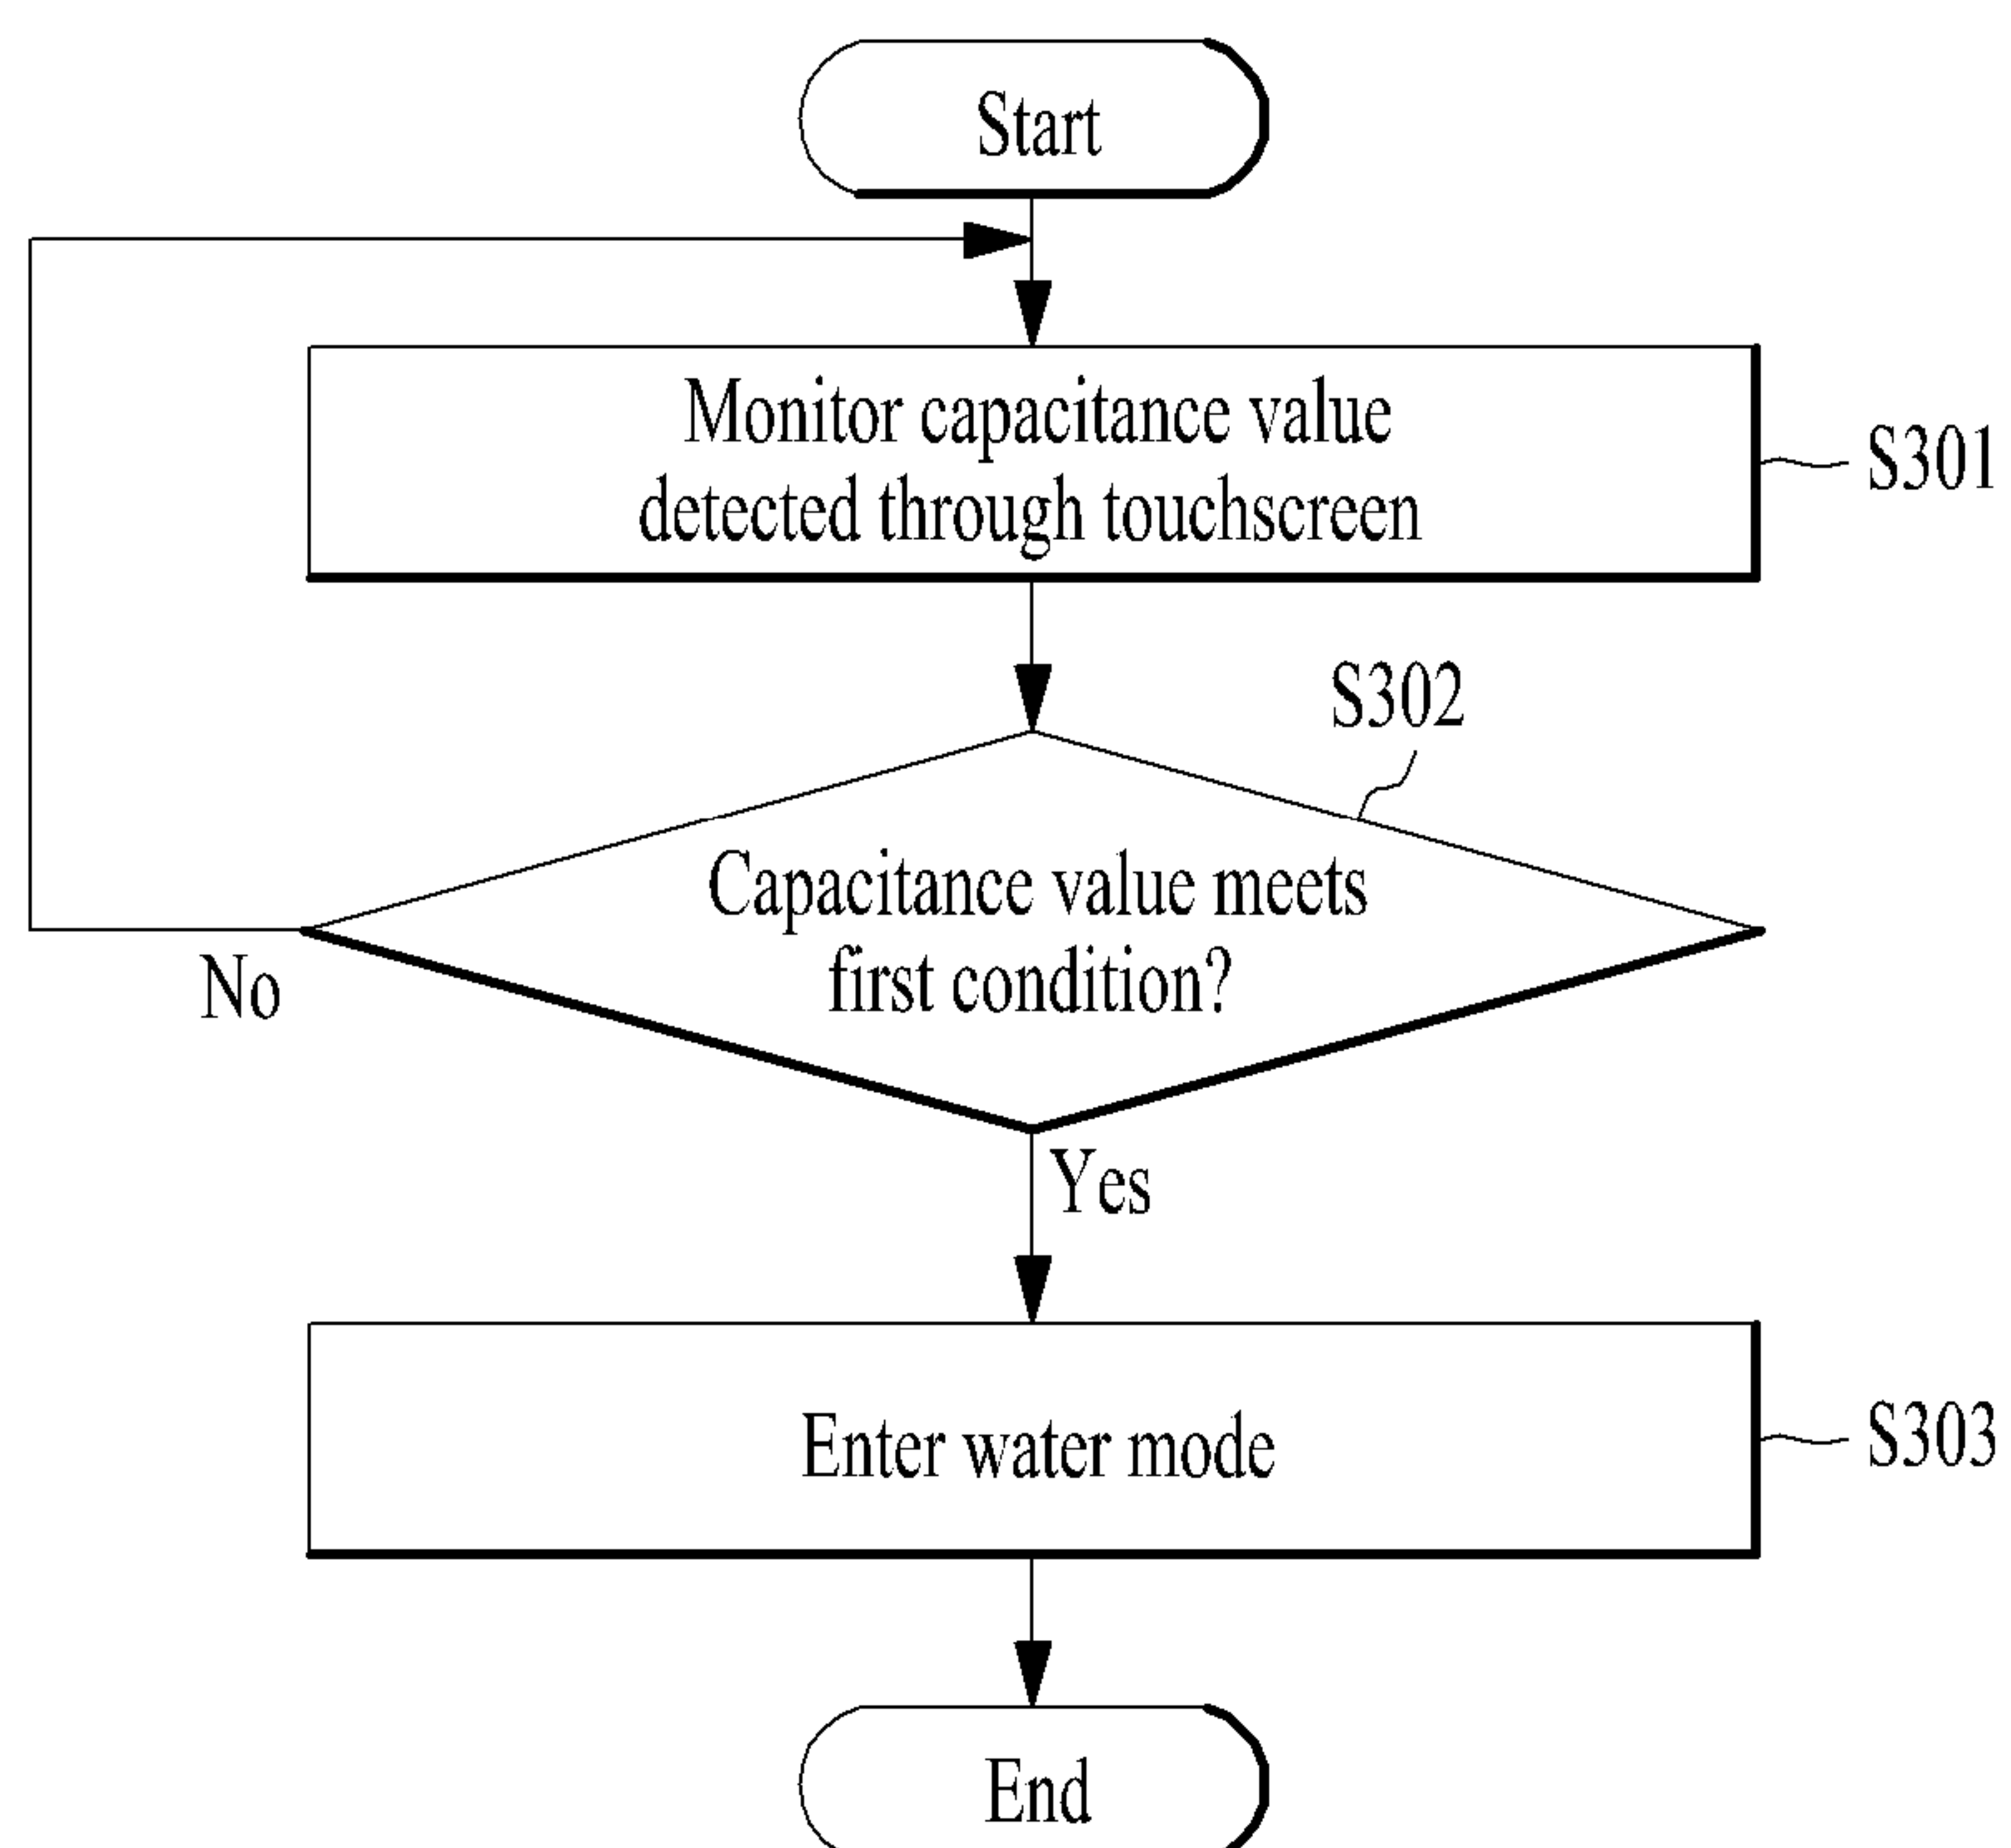 Start
Monitor capacitance value
detected through touchscreen
S301
S302
Capacitance value meets
first condition?
No
Yes
Enter water mode
S303
End